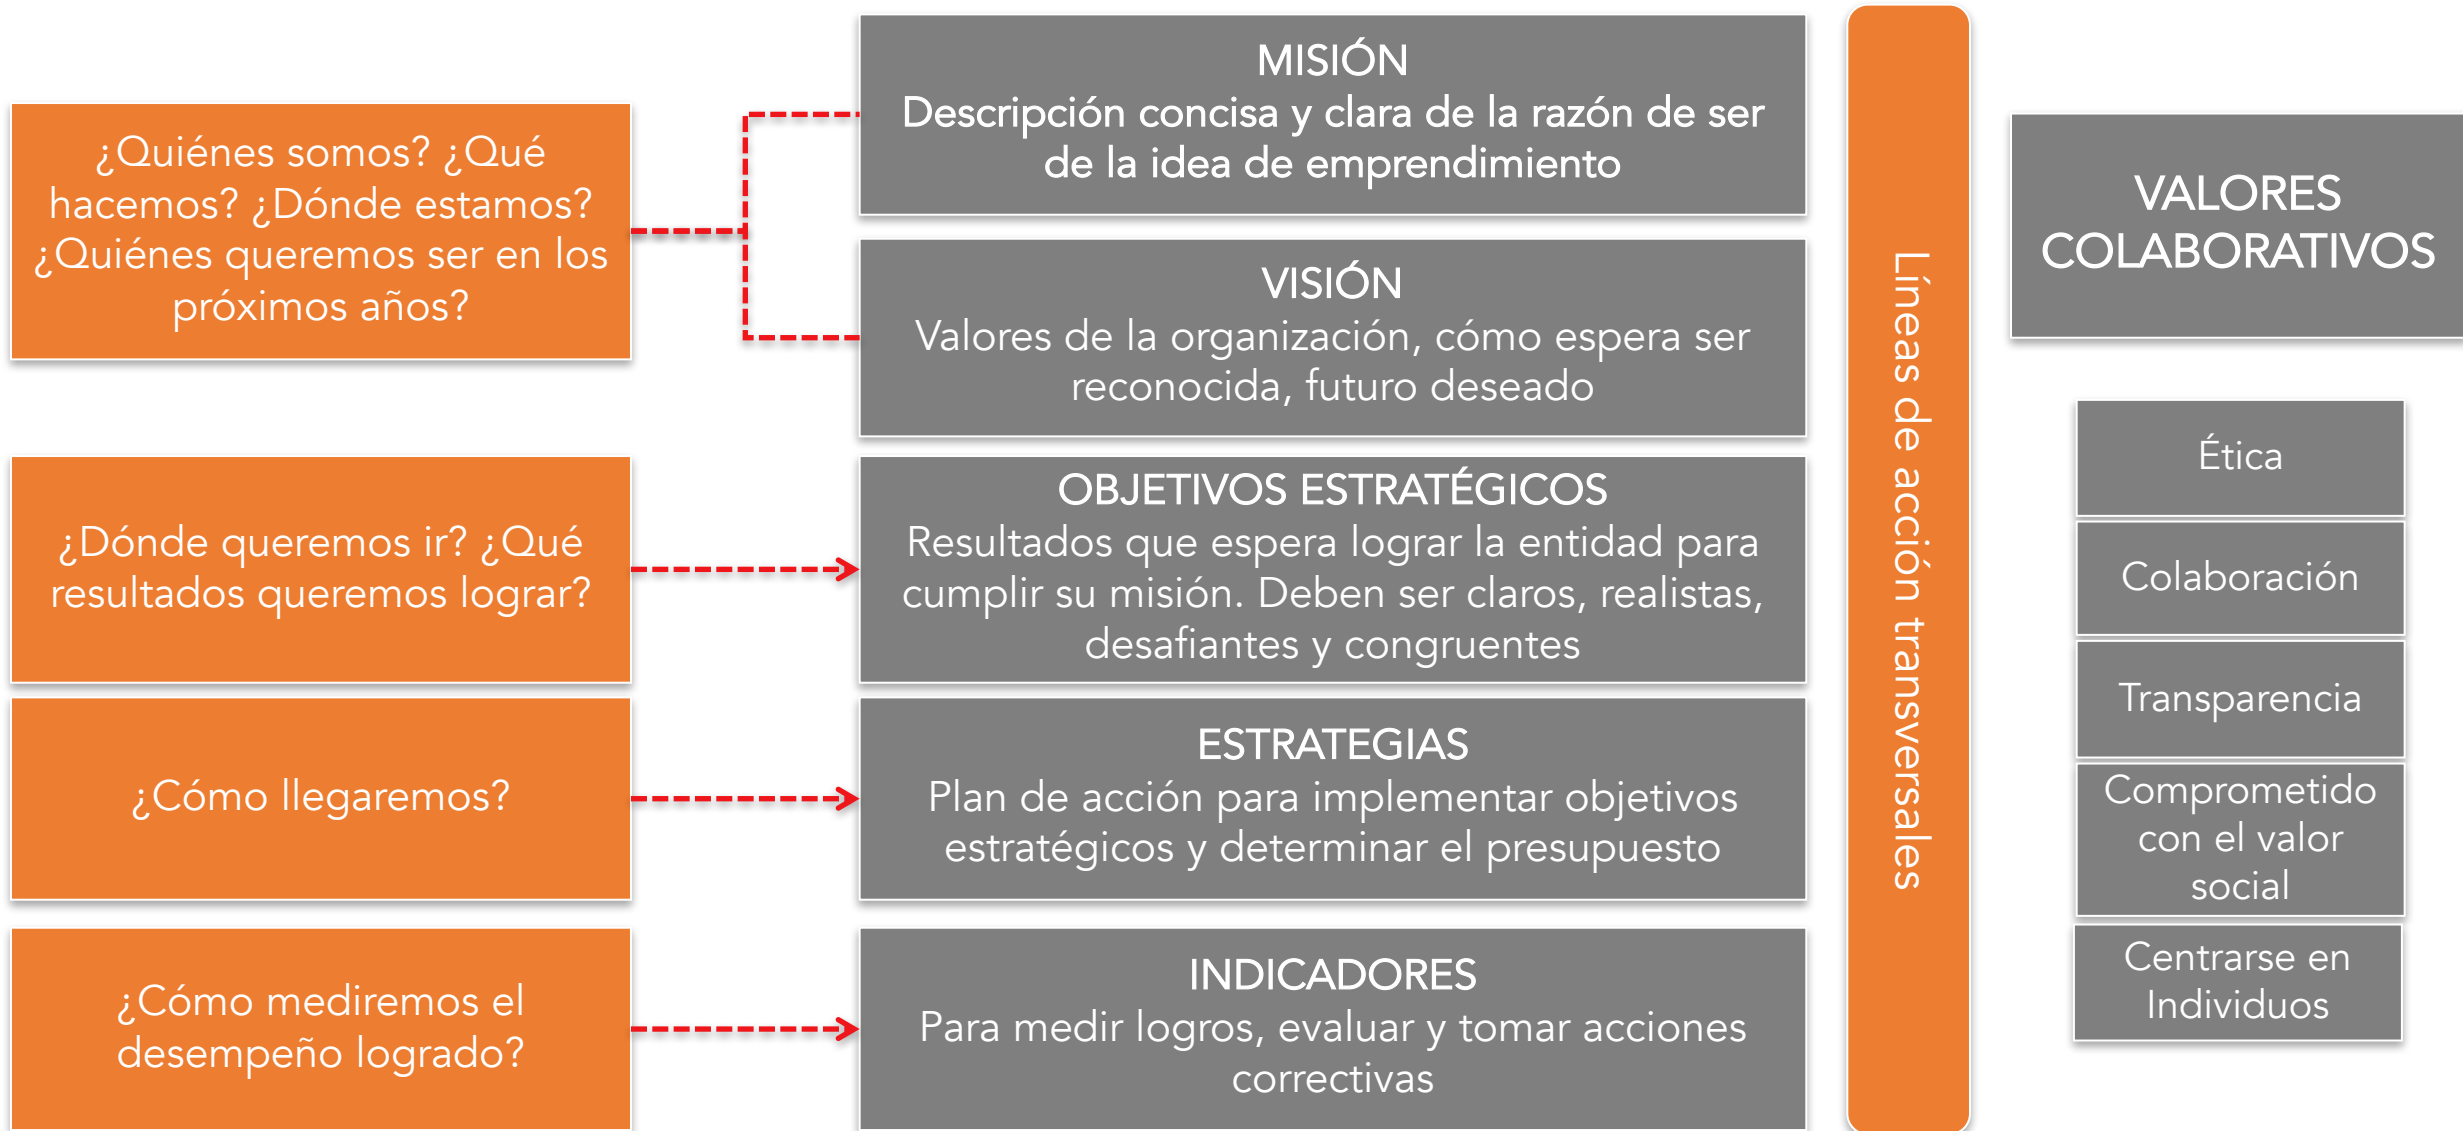 ¿Quiénes somos? ¿Qué
hacemos? ¿Dónde estamos?
¿Quiénes queremos ser en los
próximos años?
MISIÓN
Descripción concisa y clara de la razón de ser
de la idea de emprendimiento
VISIÓN
Valores de la organización, cómo espera ser
reconocida, futuro deseado
¿Dónde queremos ir? ¿Qué
resultados queremos lograr?
OBJETIVOS ESTRATÉGICOS
Resultados que espera lograr la entidad para
cumplir su misión. Deben ser claros, realistas,
desafiantes y congruentes
¿Cómo llegaremos?
ESTRATEGIAS
Plan de acción para implementar objetivos
estratégicos y determinar el presupuesto
¿Cómo mediremos el
desempeño logrado?
INDICADORES
Para medir logros, evaluar y tomar acciones
correctivas
Líneas de acción transversales
VALORES
COLABORATIVOS
Ética
Colaboración
Transparencia
Comprometido
con el valor
social
Centrarse en
Individuos